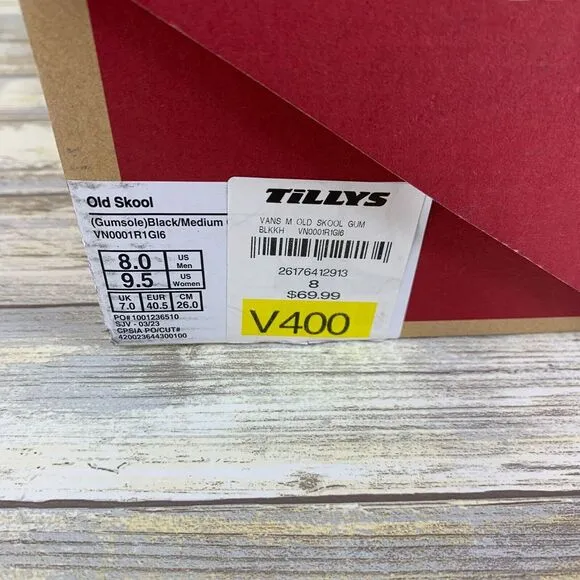 Old Skool
(Gumsole)Black/Medium
VN0001R1GI6
8.0 US Men
9.5 US Women
UK 7.0 EUR 40.5 CM 26.0
PO# 1001236510
SJV - 03/23
CPSIA PO/CUT#
420023644300100
TILLYS
VANS M OLD SKOOL GUM
BLKKH VN0001R1GI6
26176412913
8
$69.99
V400